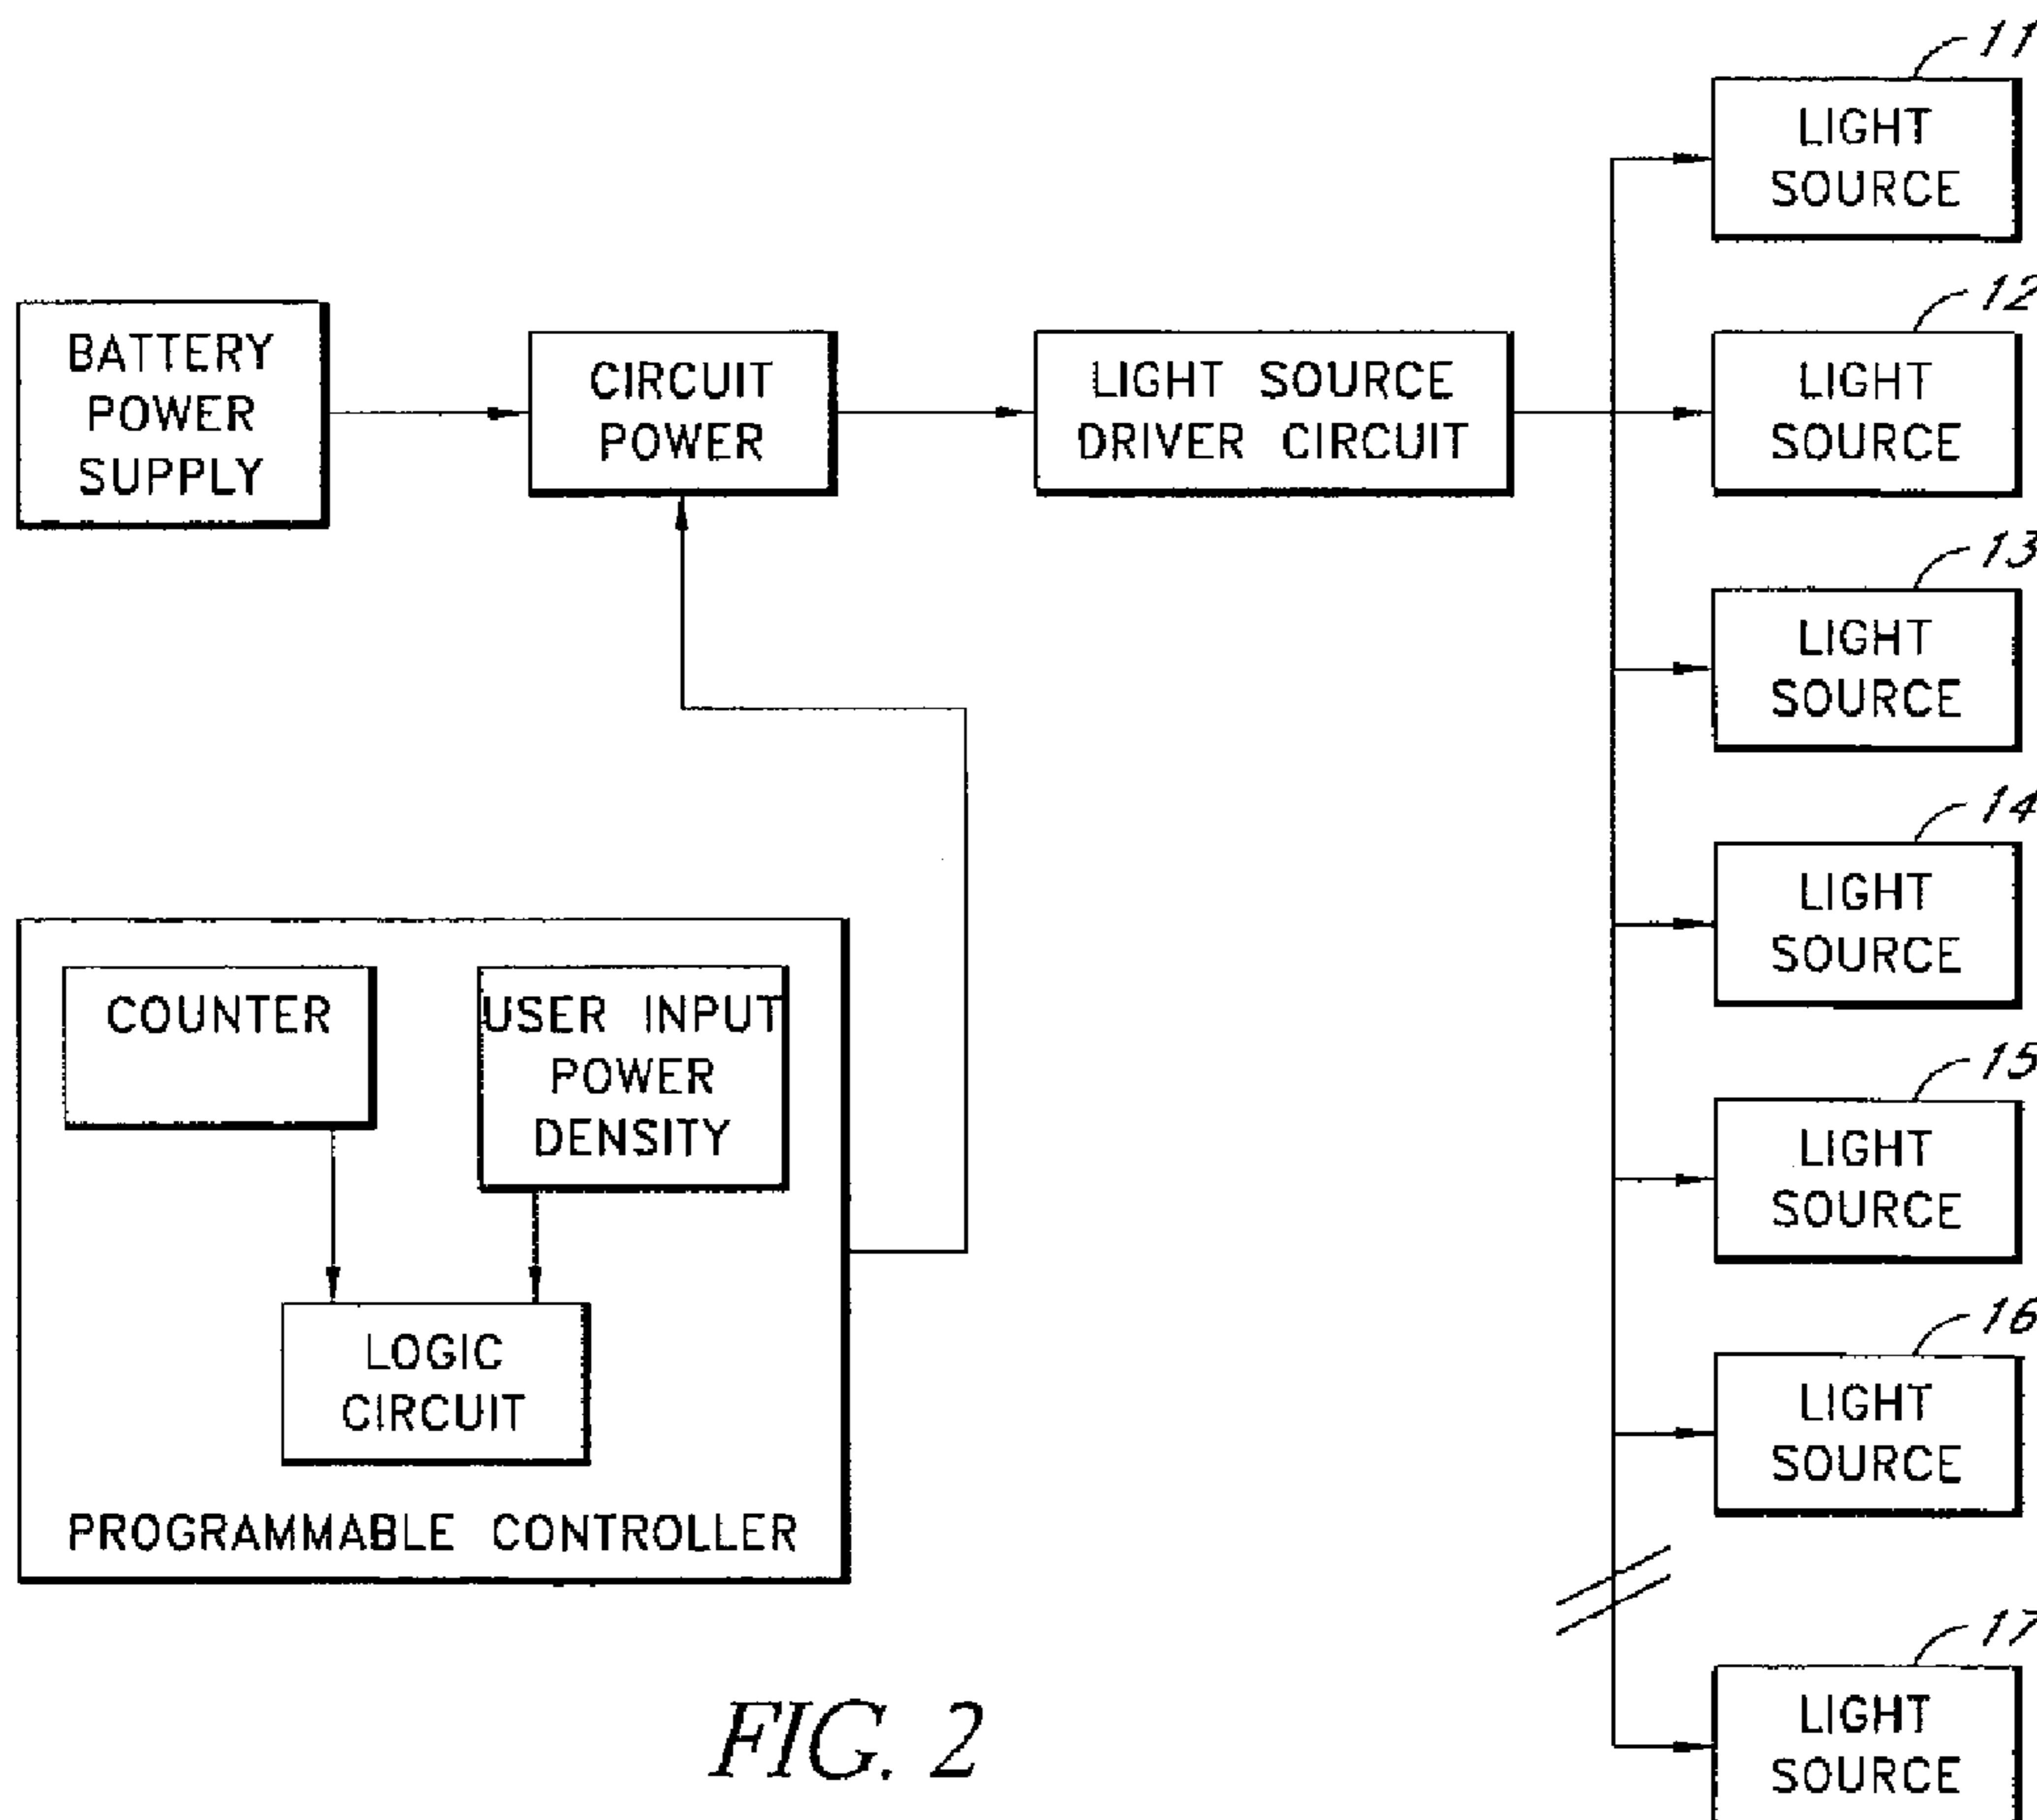 11
LIGHT
SOURCE
12
BATTERY
POWER
SUPPLY
CIRCUIT
POWER
LIGHT SOURCE
DRIVER CIRCUIT
LIGHT
SOURCE
13
LIGHT
SOURCE
14
LIGHT
SOURCE
15
LIGHT
SOURCE
16
LIGHT
SOURCE
17
LIGHT
SOURCE
COUNTER
USER INPUT
POWER
DENSITY
LOGIC
CIRCUIT
PROGRAMMABLE CONTROLLER
FIG. 2